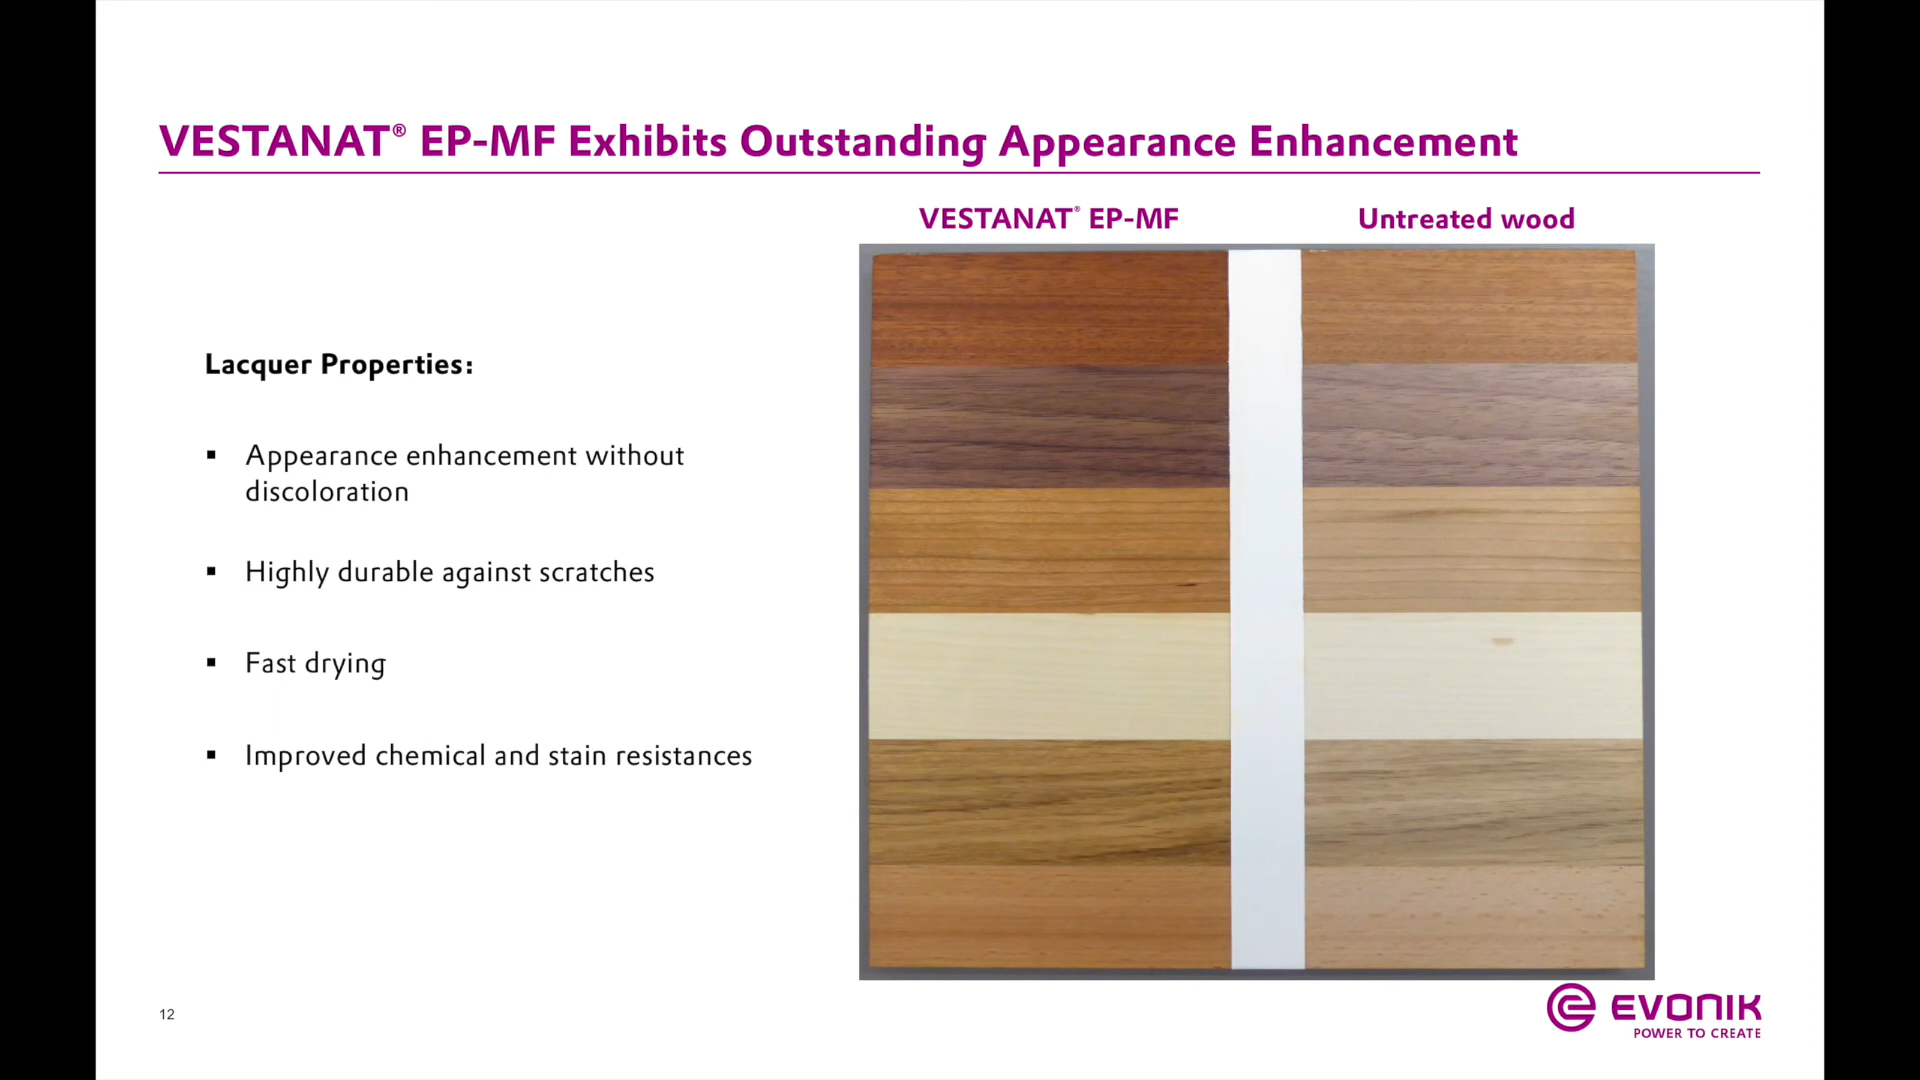 VESTANAT® EP-MF Exhibits Outstanding Appearance Enhancement
VESTANAT® EP-MF
Untreated wood
Lacquer Properties:
▪ Appearance enhancement without
discoloration
▪ Highly durable against scratches
▪ Fast drying
▪ Improved chemical and stain resistances
12
EVONIK
POWER TO CREATE